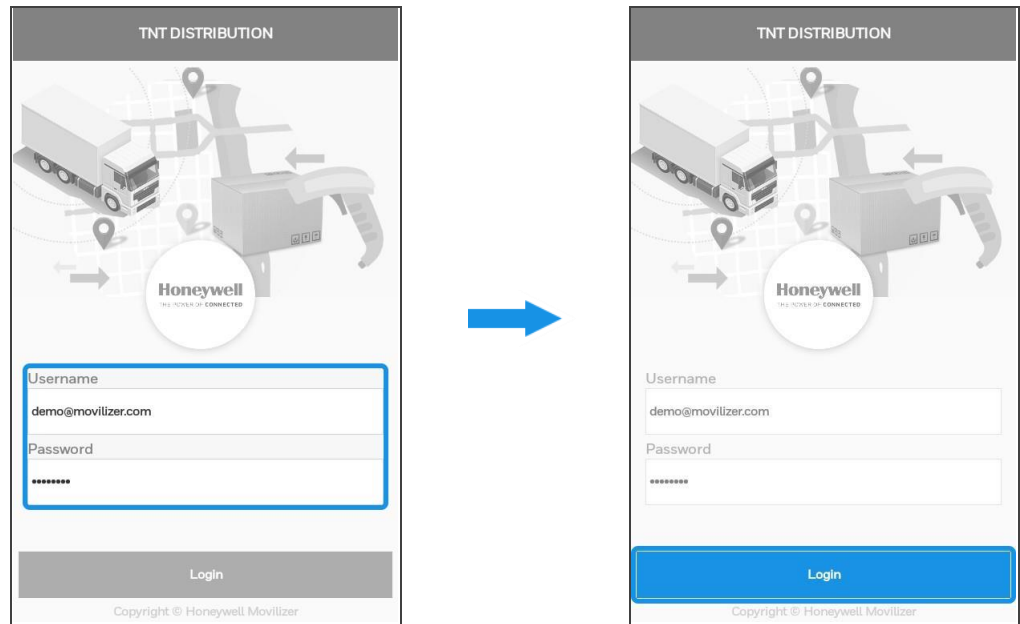 TNT DISTRIBUTION
Honeywell
THE POWER OF CONNECTED
Username
demo@movilizer.com
Password
••••••••
Login
Copyright © Honeywell Movilizer
TNT DISTRIBUTION
Honeywell
THE POWER OF CONNECTED
Username
demo@movilizer.com
Password
••••••••
Login
Copyright © Honeywell Movilizer